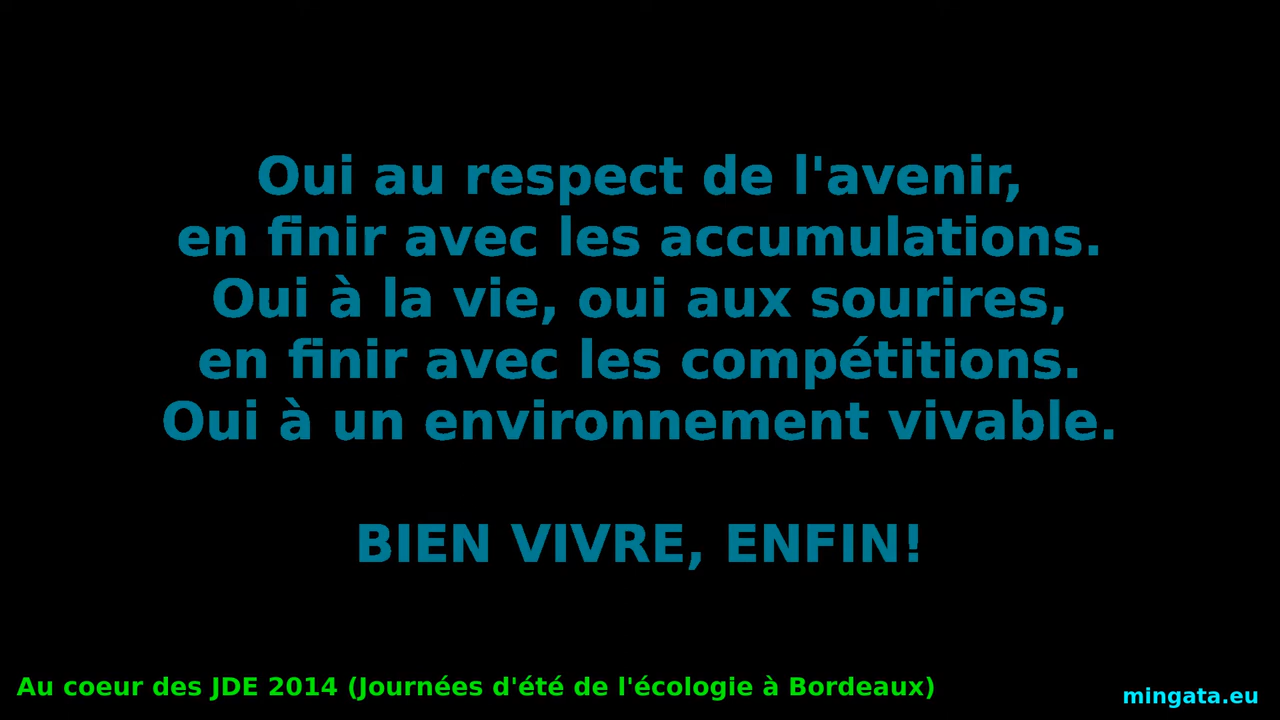 Oui au respect de l'avenir,
en finir avec les accumulations.
Oui à la vie, oui aux sourires,
en finir avec les compétitions.
Oui à un environnement vivable.
BIEN VIVRE, ENFIN!
Au coeur des JDE 2014 (Journées d'été de l'écologie à Bordeaux)
mingata.eu